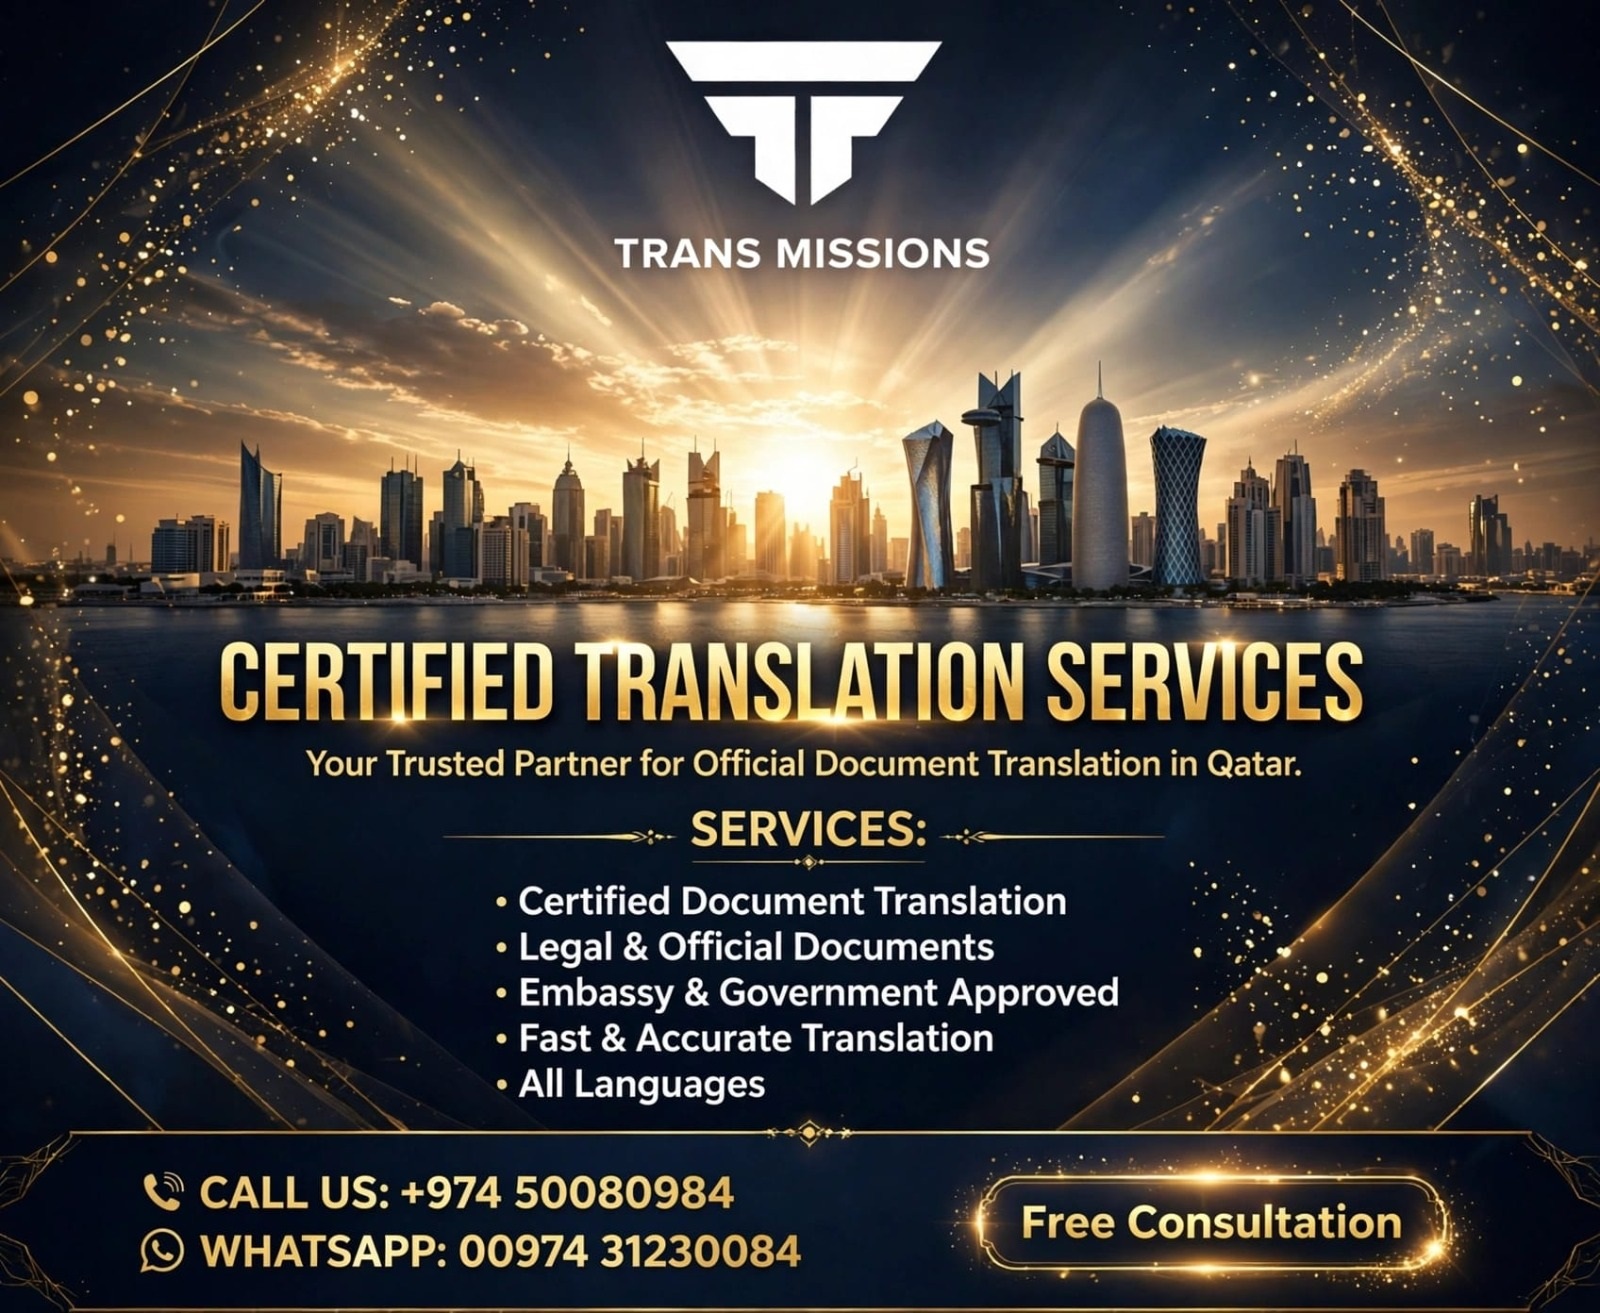 TRANS MISSIONS
CERTIFIED TRANSLATION SERVICES
Your Trusted Partner for Official Document Translation in Qatar.
SERVICES:
• Certified Document Translation
• Legal & Official Documents
• Embassy & Government Approved
• Fast & Accurate Translation
• All Languages
CALL US: +974 50080984
WHATSAPP: 00974 31230084
Free Consultation